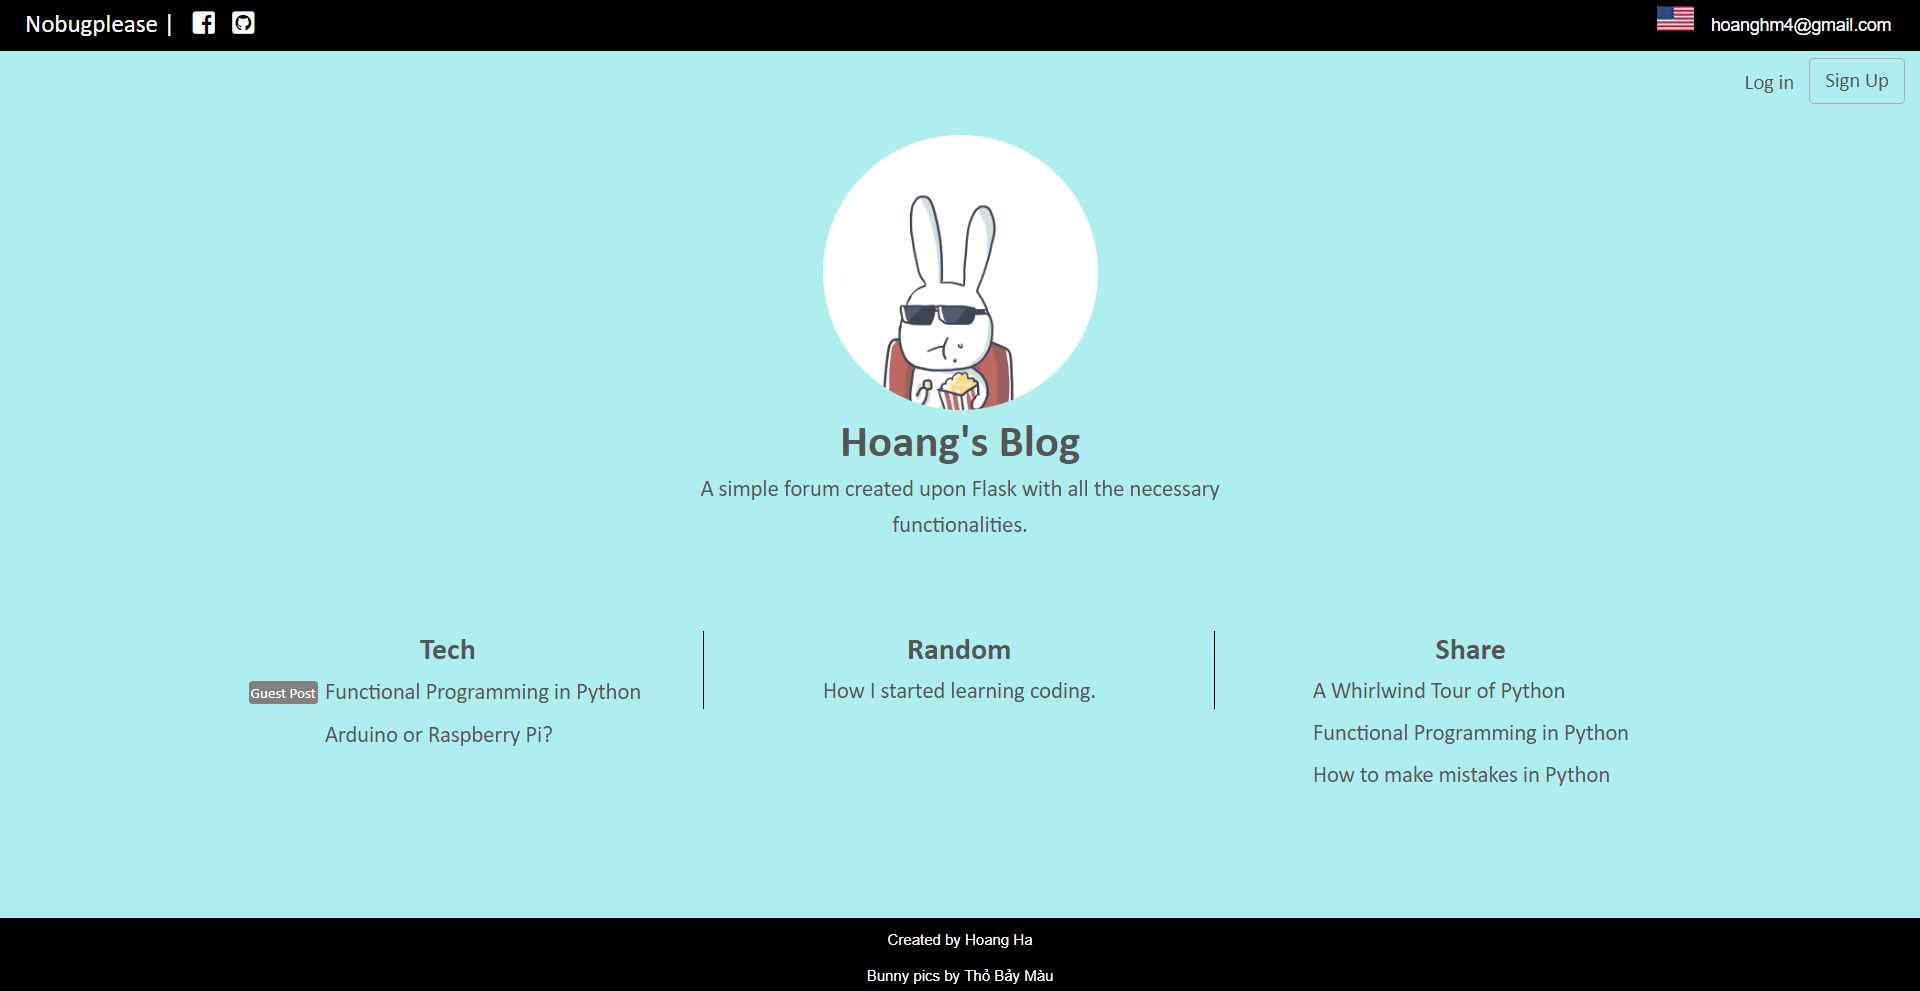 Nobugplease |
hoanghm4@gmail.com
Log in
Sign Up
Hoang's Blog
A simple forum created upon Flask with all the necessary
functionalities.
Tech
Guest Post Functional Programming in Python
Arduino or Raspberry Pi?
Random
How I started learning coding.
Share
A Whirlwind Tour of Python
Functional Programming in Python
How to make mistakes in Python
Created by Hoang Ha
Bunny pics by Thỏ Bảy Màu